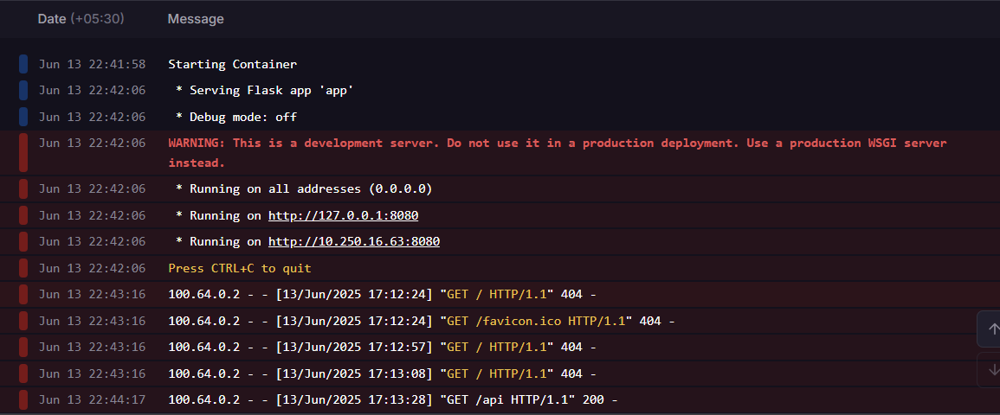 Date (+05:30) Message
Jun 13 22:41:58 Starting Container
Jun 13 22:42:06 * Serving Flask app 'app'
Jun 13 22:42:06 * Debug mode: off
Jun 13 22:42:06 WARNING: This is a development server. Do not use it in a production deployment. Use a production WSGI server
instead.
Jun 13 22:42:06 * Running on all addresses (0.0.0.0)
Jun 13 22:42:06 * Running on http://127.0.0.1:8080
Jun 13 22:42:06 * Running on http://10.250.16.63:8080
Jun 13 22:42:06 Press CTRL+C to quit
Jun 13 22:43:16 100.64.0.2 - - [13/Jun/2025 17:12:24] "GET / HTTP/1.1" 404 -
Jun 13 22:43:16 100.64.0.2 - - [13/Jun/2025 17:12:24] "GET /favicon.ico HTTP/1.1" 404 -
Jun 13 22:43:16 100.64.0.2 - - [13/Jun/2025 17:12:57] "GET / HTTP/1.1" 404 -
Jun 13 22:43:16 100.64.0.2 - - [13/Jun/2025 17:13:08] "GET / HTTP/1.1" 404 -
Jun 13 22:44:17 100.64.0.2 - - [13/Jun/2025 17:13:28] "GET /api HTTP/1.1" 200 -